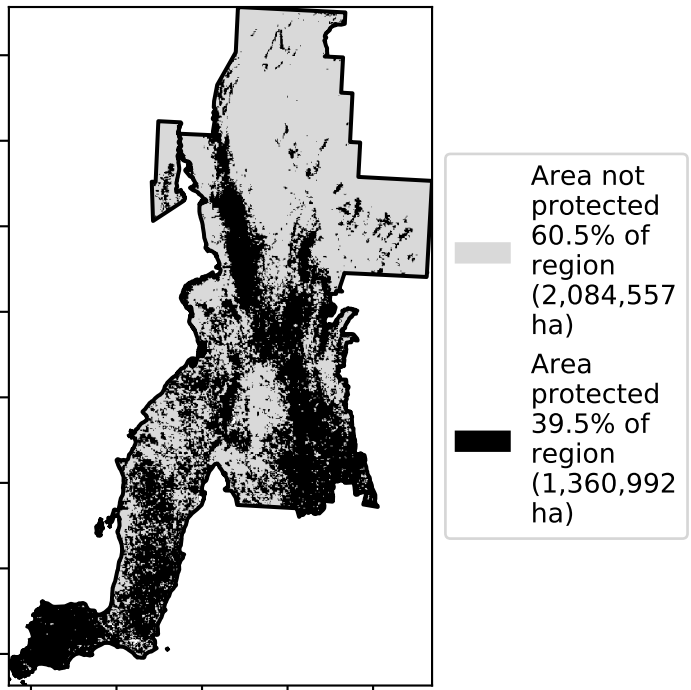 Area not
protected
60.5% of
region
(2,084,557
ha)
Area
protected
39.5% of
region
(1,360,992
ha)